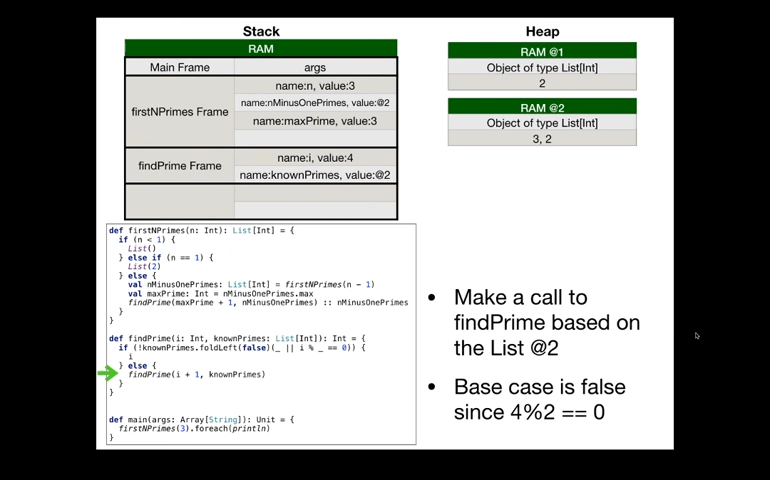 Stack
RAM
Main Frame args
firstNPrimes Frame
name:n, value:3
name:nMinusOnePrimes, value:@2
name:maxPrime, value:3
findPrime Frame
name:i, value:4
name:knownPrimes, value:@2
Heap
RAM @1
Object of type List[Int]
2
RAM @2
Object of type List[Int]
3, 2
def firstNPrimes(n: Int): List[Int] = {
if (n < 1) {
List()
} else if (n == 1) {
List(2)
} else {
val nMinusOnePrimes: List[Int] = firstNPrimes(n - 1)
val maxPrime: Int = nMinusOnePrimes.max
findPrime(maxPrime + 1, nMinusOnePrimes) :: nMinusOnePrimes
}
}
def findPrime(i: Int, knownPrimes: List[Int]): Int = {
if (!knownPrimes.foldLeft(false)(_ || i % _ == 0)) {
i
} else {
findPrime(i + 1, knownPrimes)
}
}
def main(args: Array[String]): Unit = {
firstNPrimes(3).foreach(println)
}
• Make a call to
findPrime based on
the List @2
• Base case is false
since 4%2 == 0